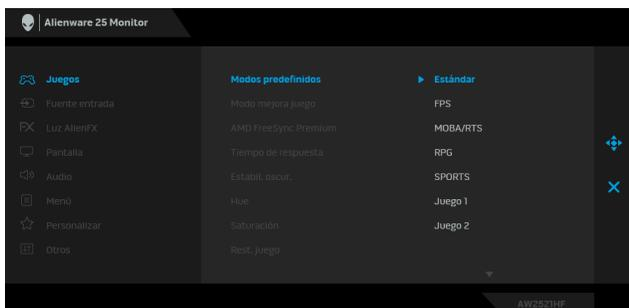 Alienware 25 Monitor
Juegos
Fuente entrada
FX Luz AlienFX
Pantalla
Audio
Menú
Personalizar
Otros
Modos predefinidos
Modo mejora juego
AMD FreeSync Premium
Tiempo de respuesta
Estabil. oscur.
Hue
Saturación
Rest. juego
Estándar
FPS
MOBA/RTS
RPG
SPORTS
Juego 1
Juego 2
AW2521HF